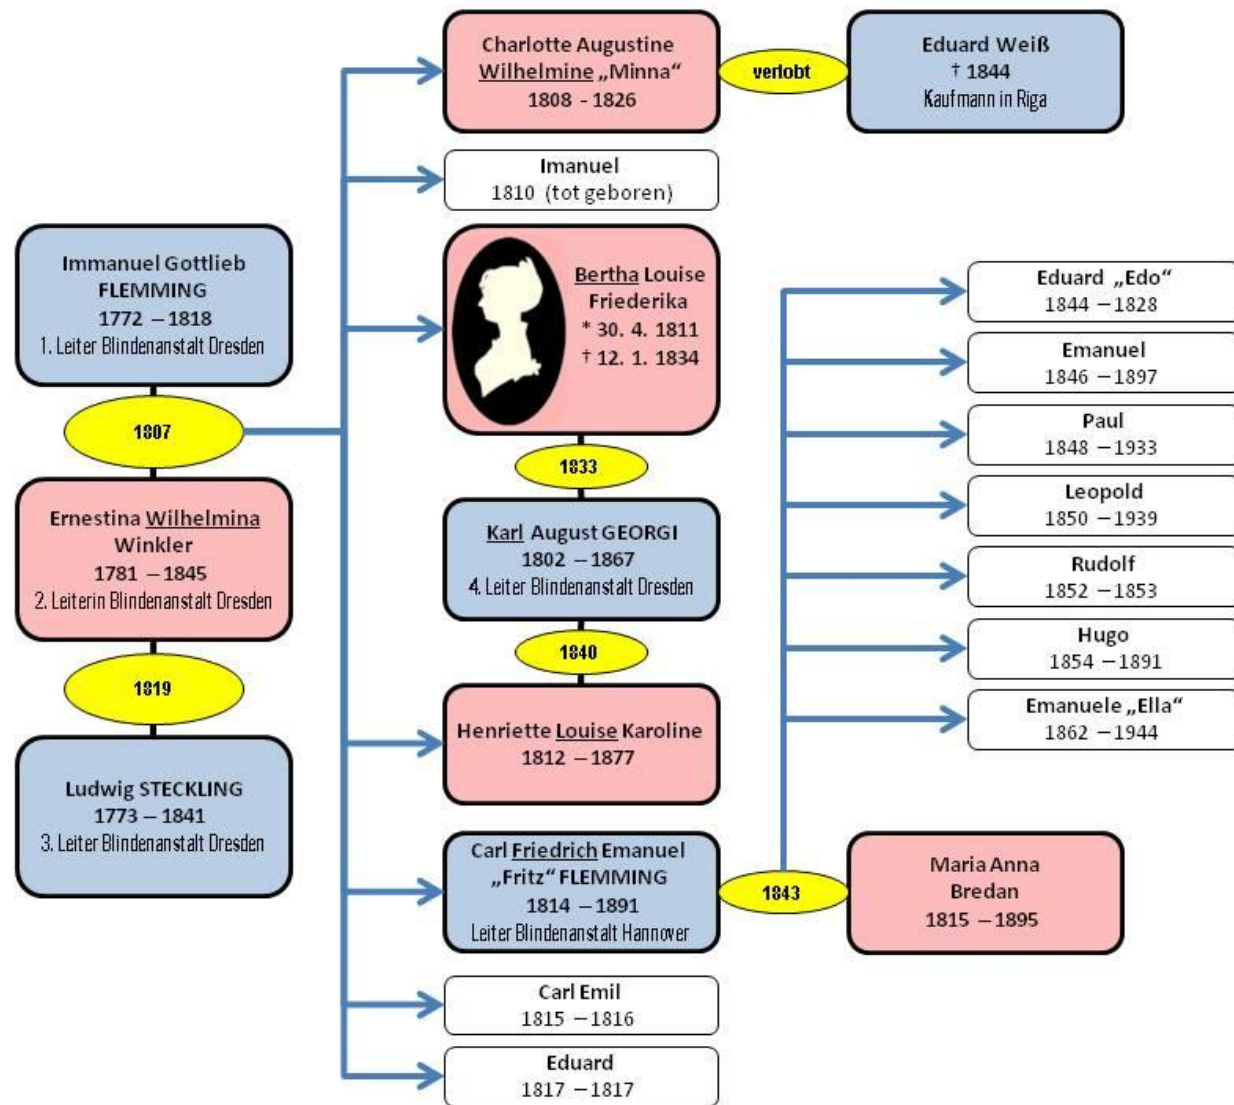 Charlotte Augustine
Wilhelmine „Minna“
1808 - 1826
verlobt
Eduard Weiß
† 1844
Kaufmann in Riga
Imanuel
1810 (tot geboren)
Immanuel Gottlieb
FLEMMING
1772 – 1818
1. Leiter Blindenanstalt Dresden
1807
Ernestina Wilhelmina
Winkler
1781 – 1845
2. Leiterin Blindenanstalt Dresden
1819
Ludwig STECKLING
1773 – 1841
3. Leiter Blindenanstalt Dresden
Bertha Louise
Friederika
* 30. 4. 1811
† 12. 1. 1834
1833
Karl August GEORGI
1802 – 1867
4. Leiter Blindenanstalt Dresden
1840
Henriette Louise Karoline
1812 – 1877
Carl Friedrich Emanuel
„Fritz“ FLEMMING
1814 – 1891
Leiter Blindenanstalt Hannover
1843
Maria Anna
Bredan
1815 – 1895
Carl Emil
1815 – 1816
Eduard
1817 – 1817
Eduard „Edo“
1844 – 1828
Emanuel
1846 – 1897
Paul
1848 – 1933
Leopold
1850 – 1939
Rudolf
1852 – 1853
Hugo
1854 – 1891
Emanuele „Ella“
1862 – 1944